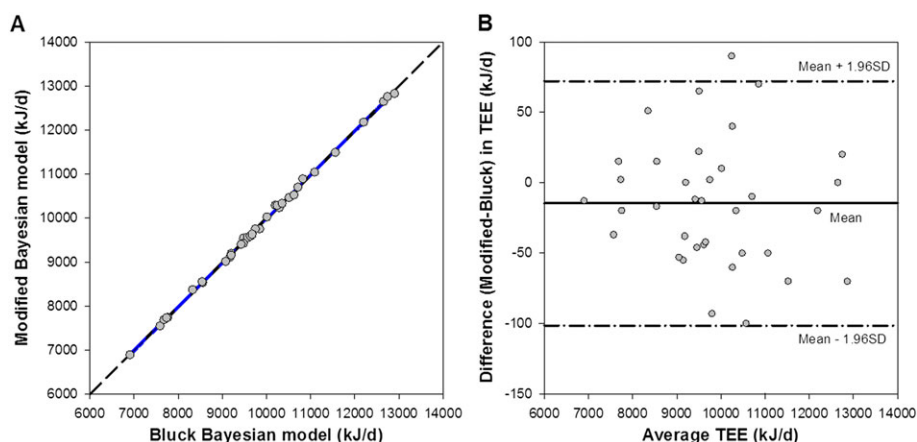 A
Modified Bayesian model (kJ/d)
14000
13000
12000
11000
10000
9000
8000
7000
6000
6000 7000 8000 9000 10000 11000 12000 13000 14000
Bluck Bayesian model (kJ/d)
B
Difference (Modified-Bluck) in TEE (kJ/d)
100
50
0
-50
-100
-150
Mean + 1.96SD
Mean
Mean - 1.96SD
6000 7000 8000 9000 10000 11000 12000 13000 14000
Average TEE (kJ/d)